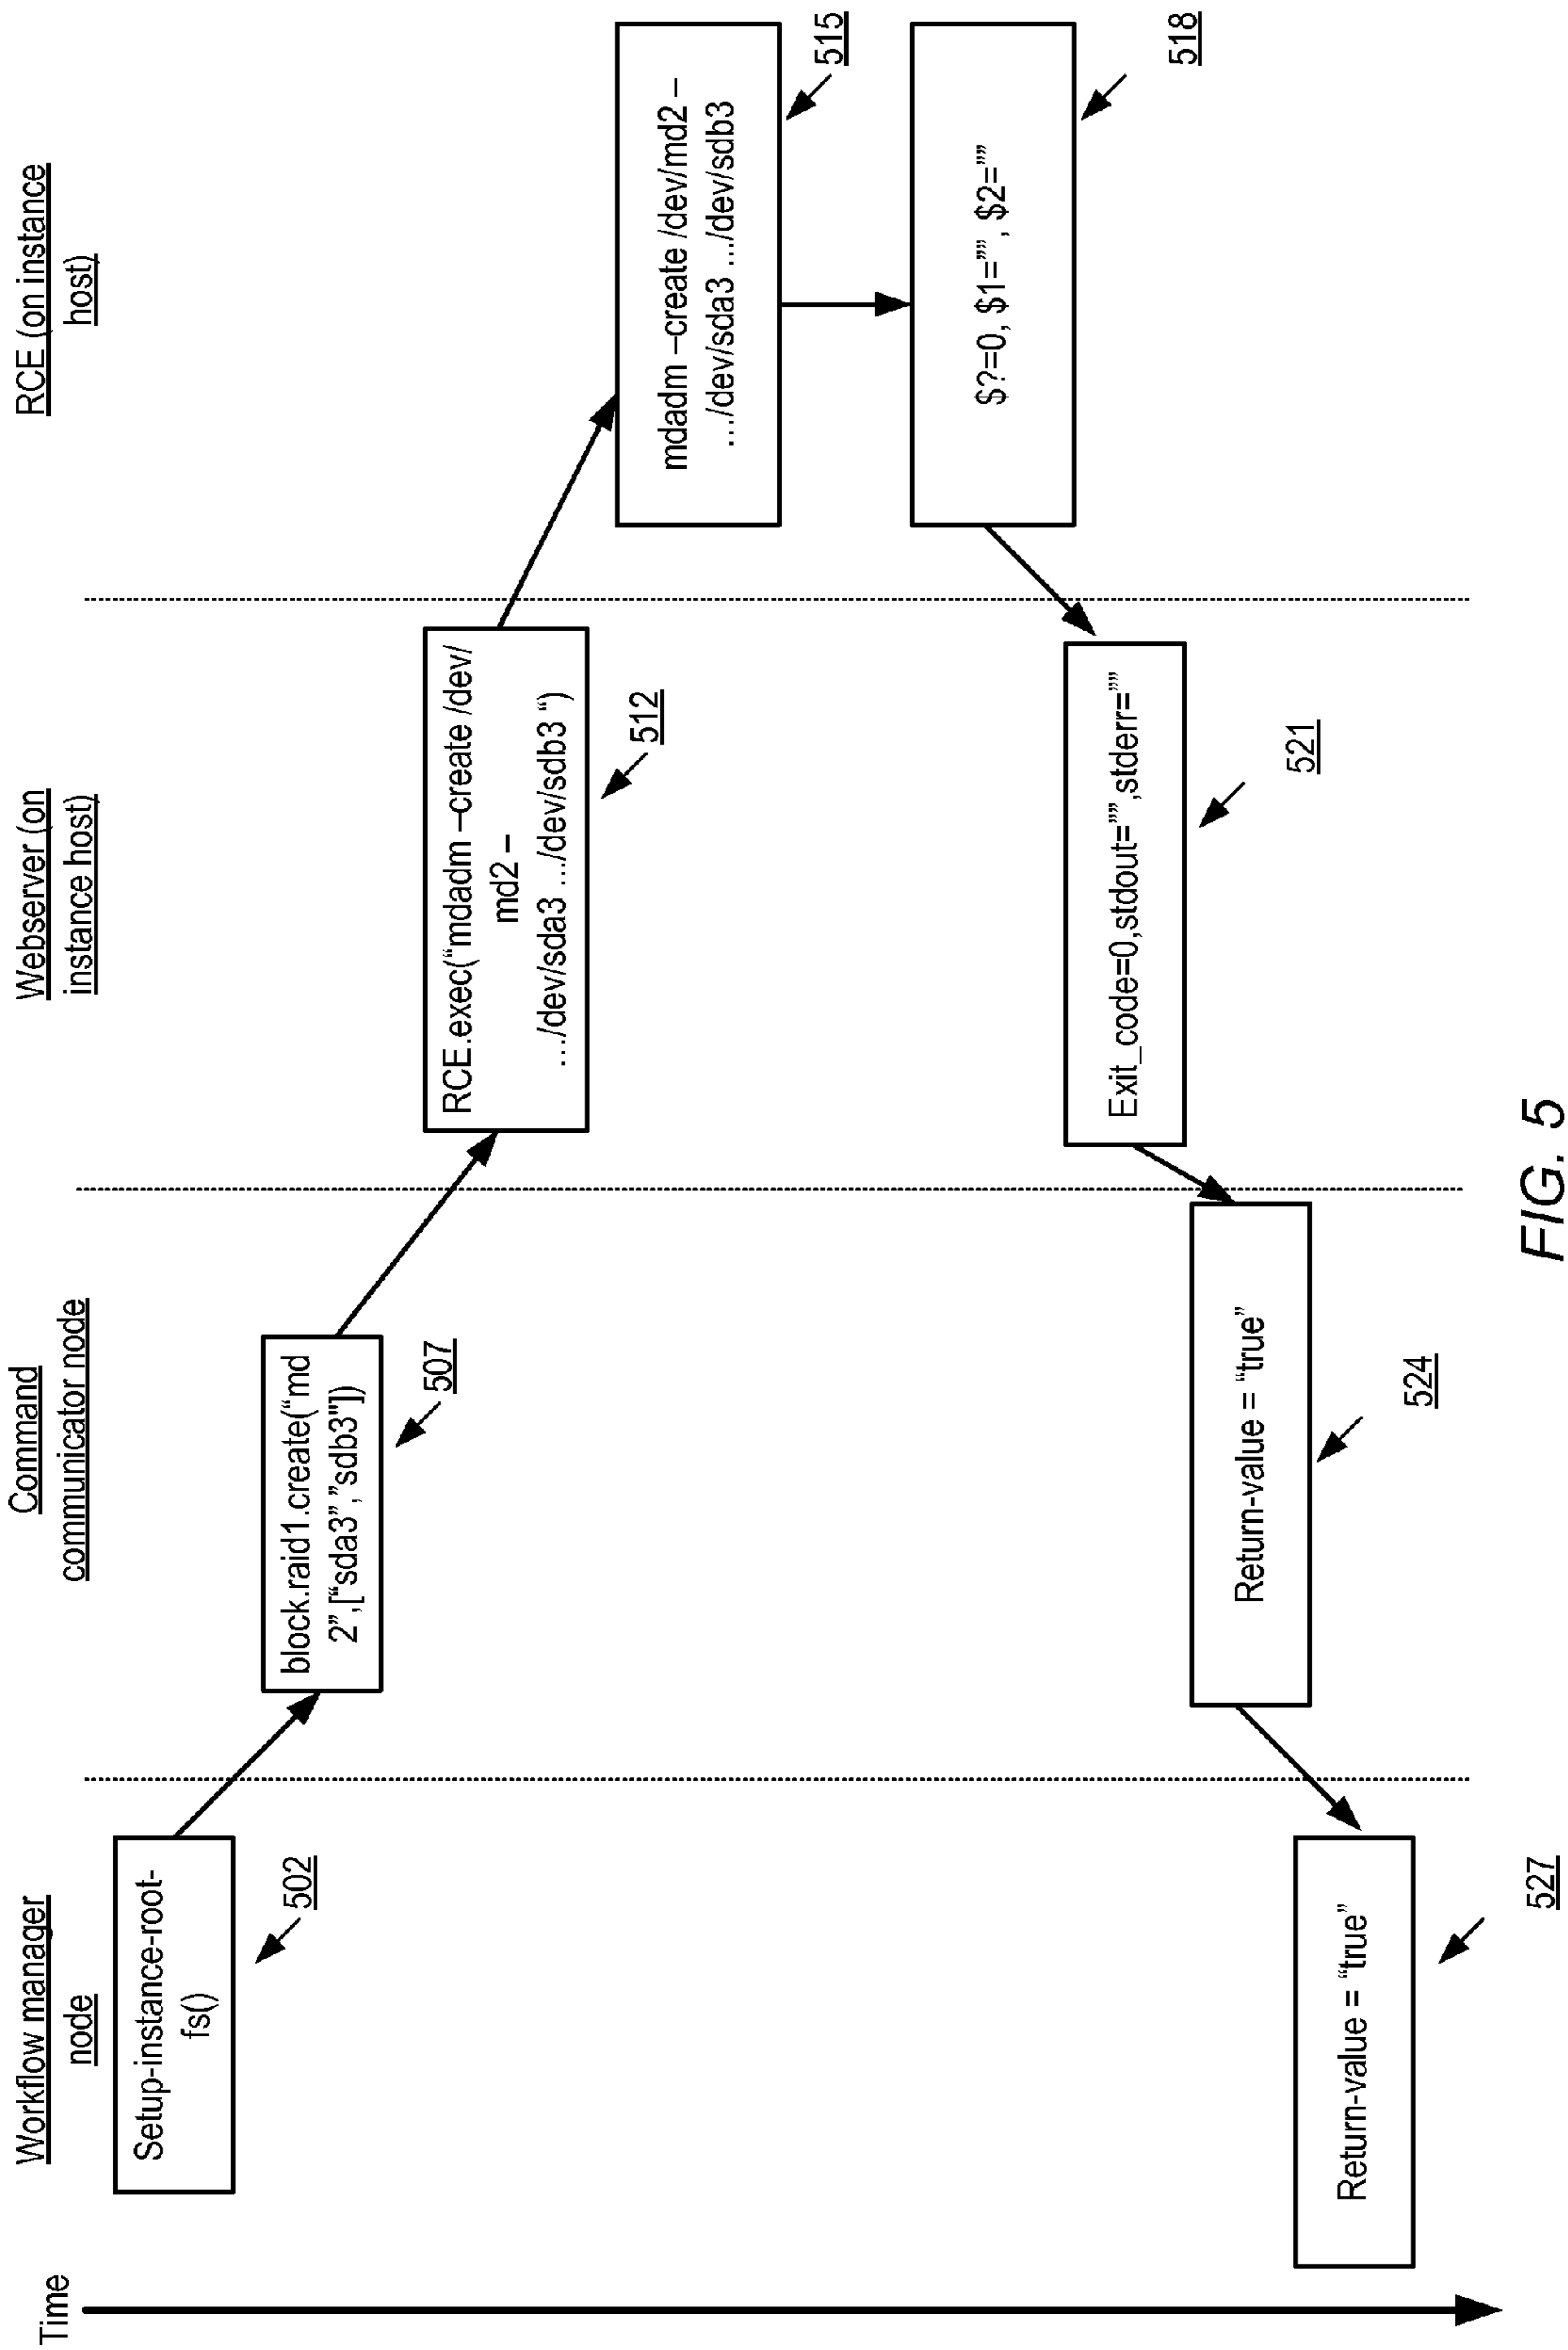 Time
Workflow manager
node
Command
communicator node
Webserver (on
instance host)
RCE (on instance
host)
Setup-instance-root-
fs()
502
block.raid1.create(“md
2”,[“sda3”,”sdb3”])
507
RCE.exec(“mdadm –create /dev/
md2 –
…/dev/sda3 …/dev/sdb3 “)
512
mdadm –create /dev/md2 –
…/dev/sda3 …/dev/sdb3
515
$?=0, $1=””, $2=””
518
Exit_code=0,stdout=””,stderr=””
521
Return-value = “true”
524
Return-value = “true”
527
FIG. 5